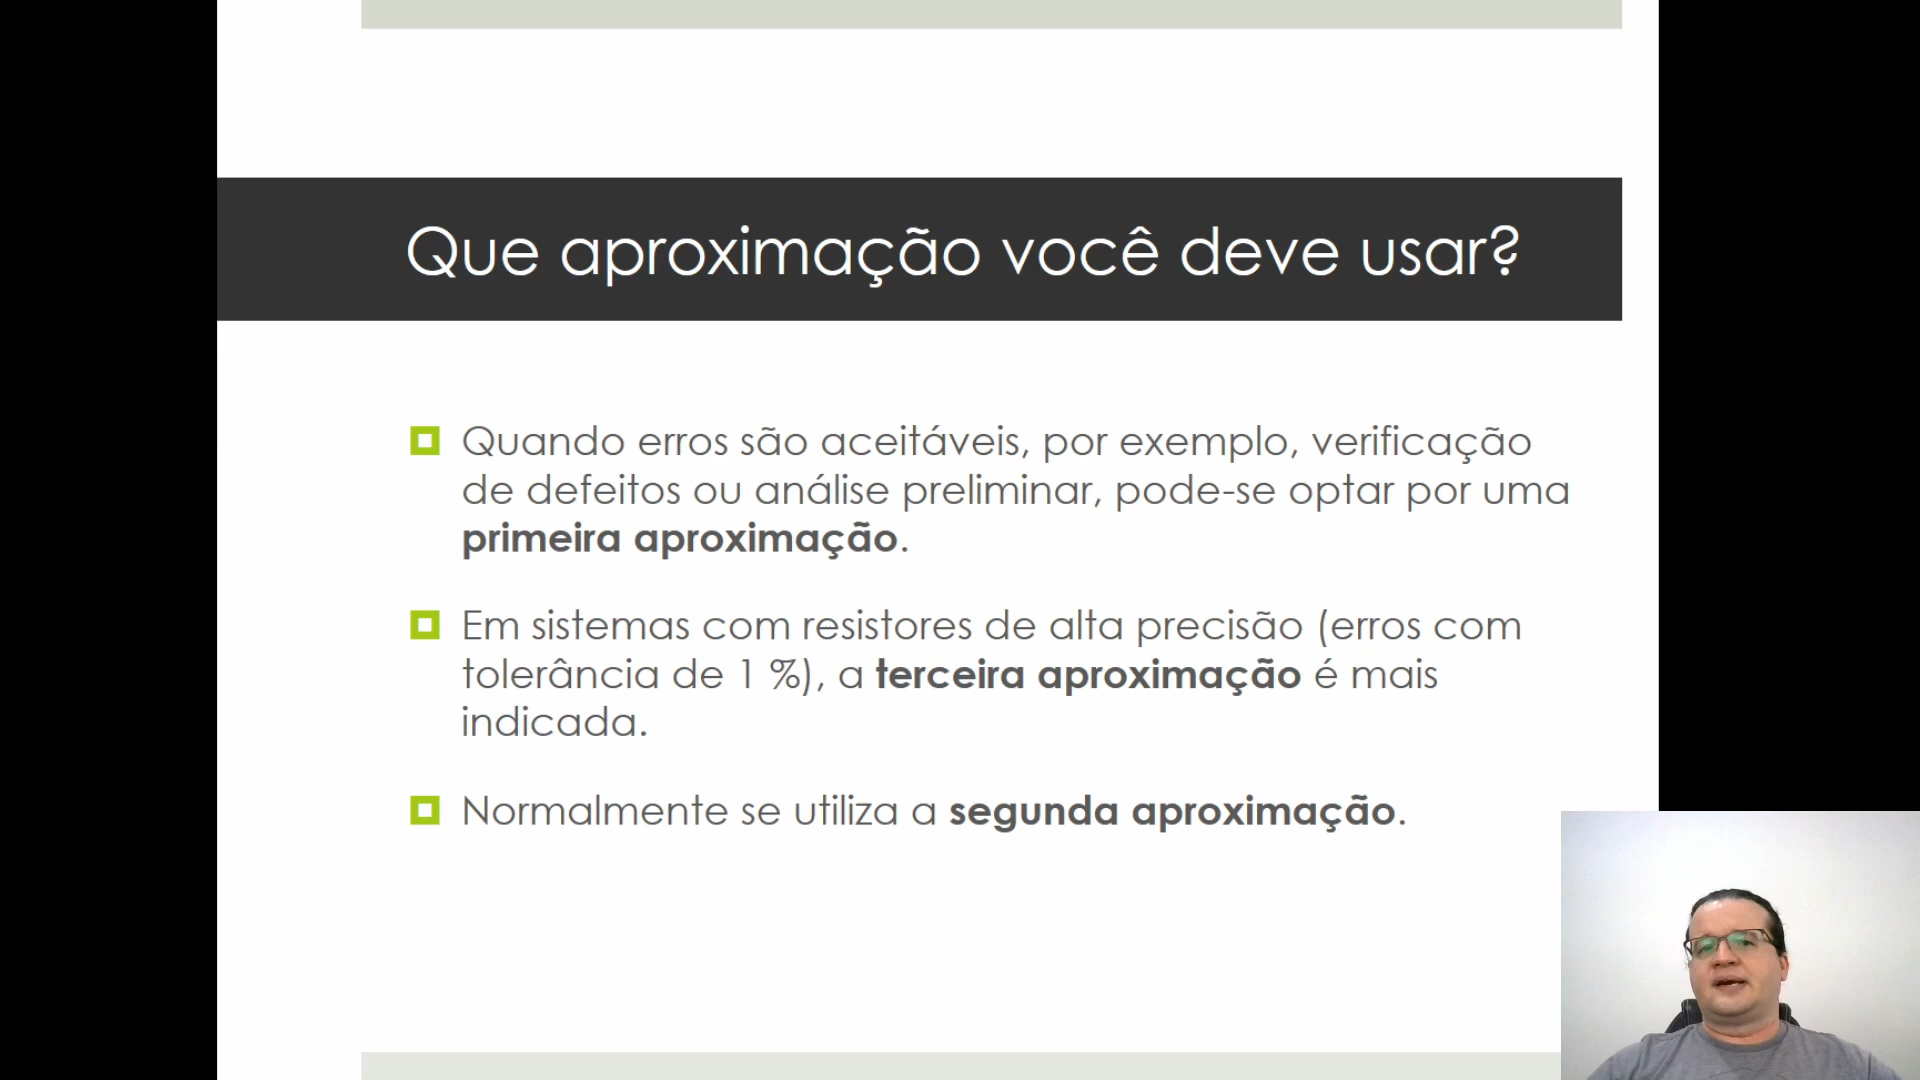 Que aproximação você deve usar?
Quando erros são aceitáveis, por exemplo, verificação
de defeitos ou análise preliminar, pode-se optar por uma
primeira aproximação.
Em sistemas com resistores de alta precisão (erros com
tolerância de 1 %), a terceira aproximação é mais
indicada.
Normalmente se utiliza a segunda aproximação.